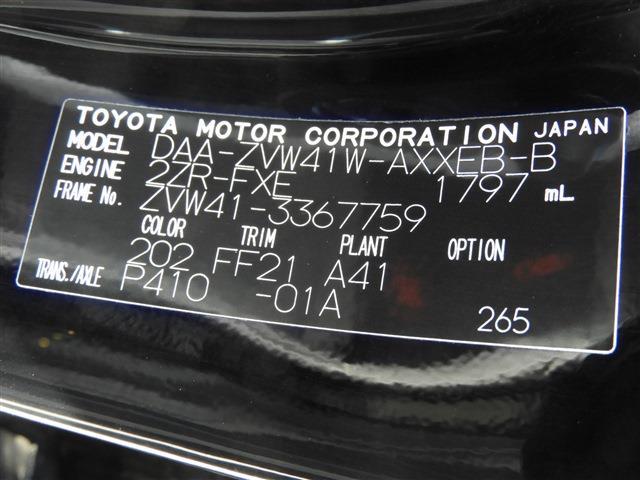 TOYOTA MOTOR CORPORATION JAPAN
MODEL DAA-ZVW41W-AXXEB-B
ENGINE 2ZR-FXE 1797 mL
FRAME No. ZVW41-3367759
COLOR TRIM PLANT OPTION
202 FF21 A41
TRANS./AXLE P410 -01A
265